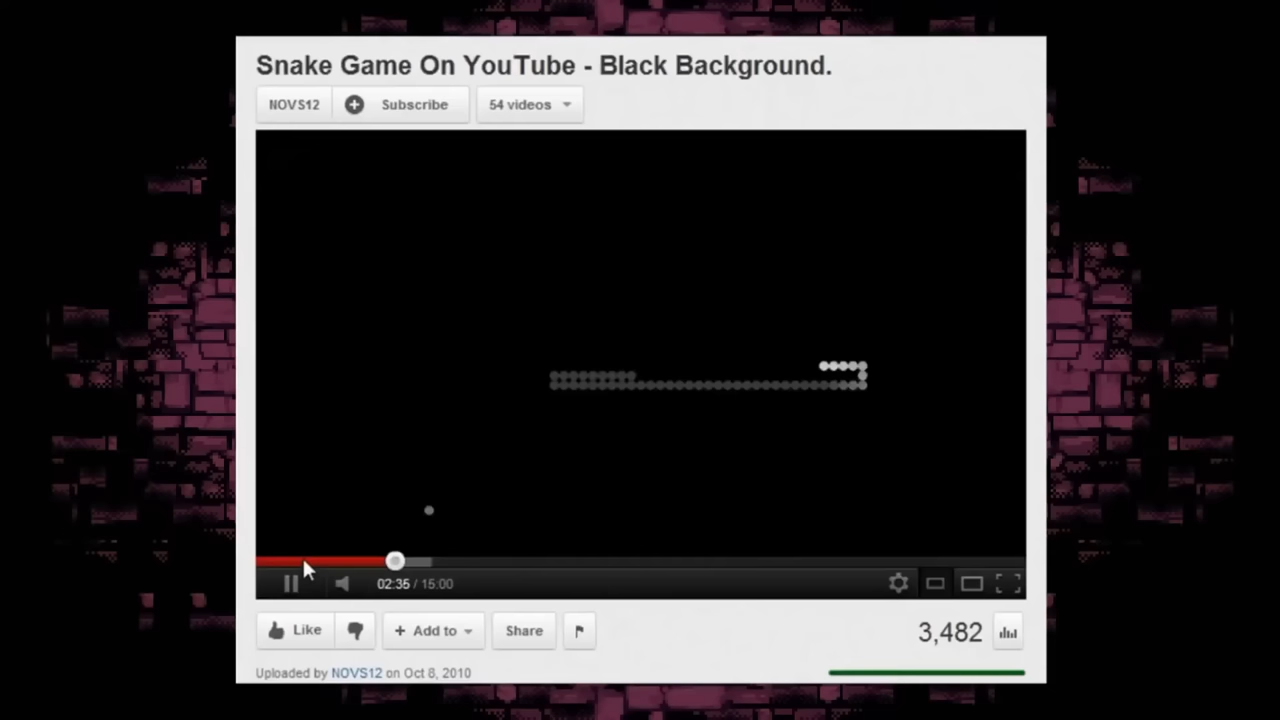 Snake Game On YouTube - Black Background.
NOVS12 Subscribe 54 videos
02:35 / 15:00
Like + Add to Share 3,482
Uploaded by NOVS12 on Oct 8, 2010